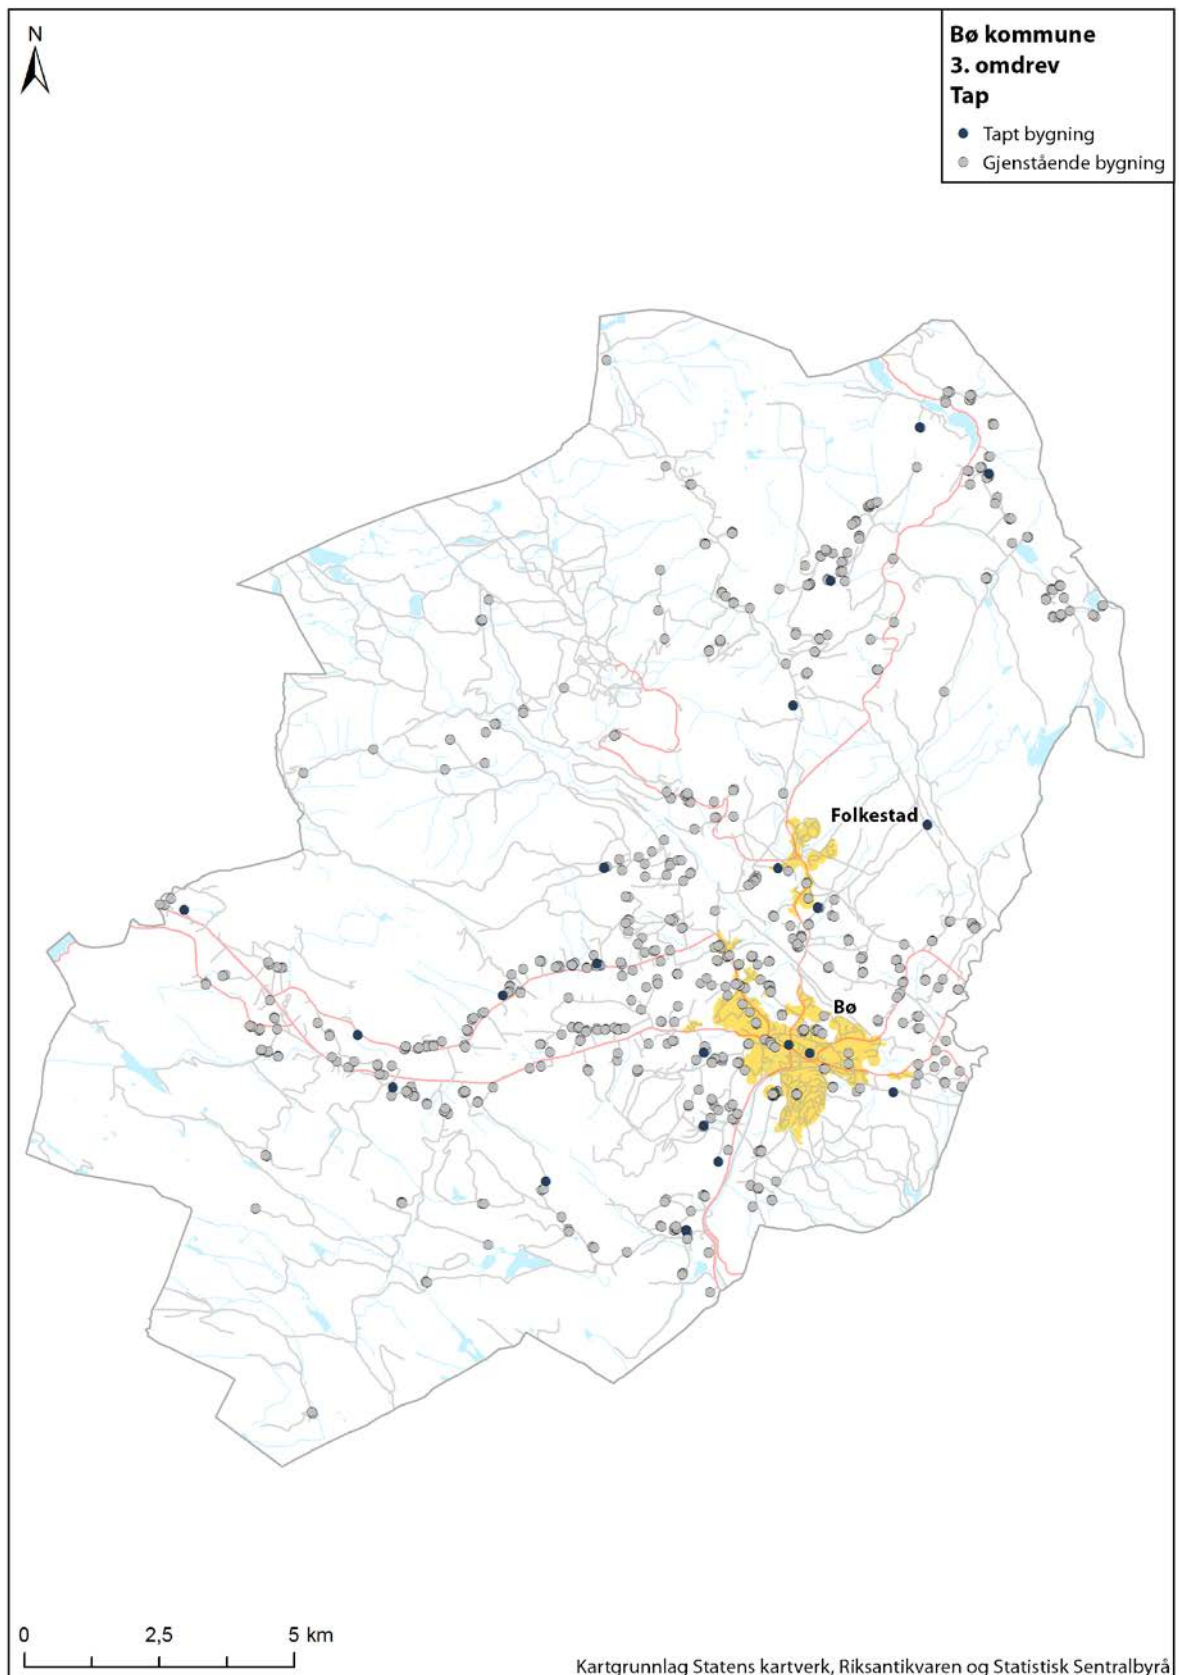 N
Bø kommune
3. omdrev
Tap
Tapt bygning
Gjenstående bygning
Folkestad
Bø
0 2,5 5 km
Kartgrunnlag Statens kartverk, Riksantikvaren og Statistisk Sentralbyrå